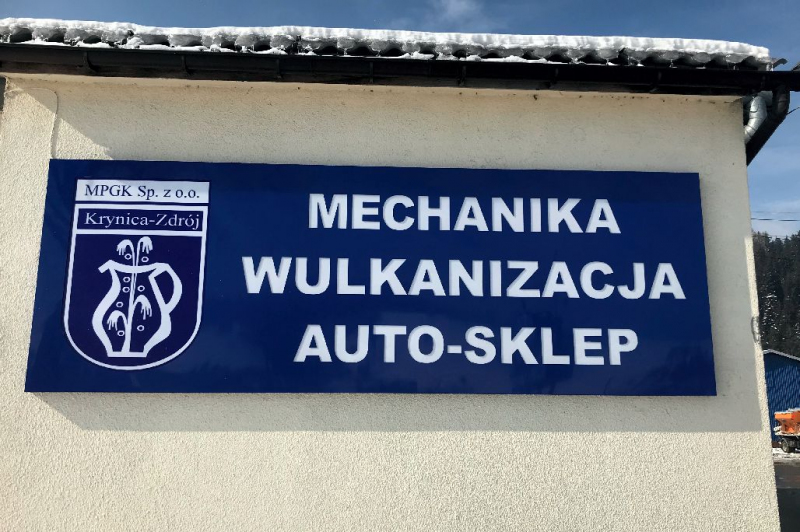 MPGK Sp. z o.o.
Krynica-Zdrój
MECHANIKA
WULKANIZACJA
AUTO-SKLEP